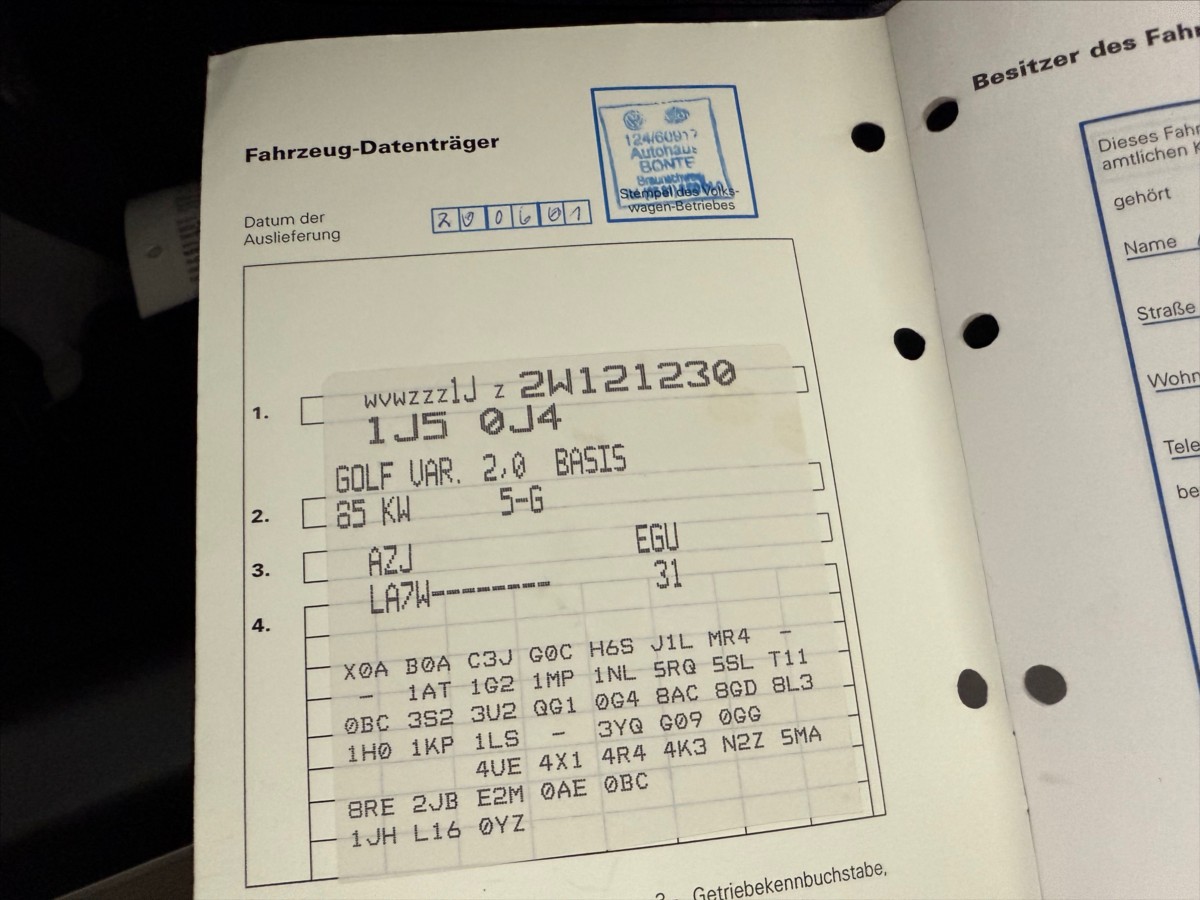 Fahrzeug-Datenträger
124/60917
Autohaus
BONTE
Braunschweig
Stempel des Volks-
wagen-Betriebes
Datum der
Auslieferung
200601
1.
WVWZZZ1J Z 2W121230
1J5 0J4
GOLF VAR. 2,0 BASIS
2.
85 KW 5-G
3.
AZJ EGU
LA7W-------- 31
4.
X0A B0A C3J G0C H6S J1L MR4 -
- 1AT 1G2 1MP 1NL 5RQ 5SL T11
0BC 3S2 3U2 QG1 0G4 8AC 8GD 8L3
1H0 1KP 1LS - 3YQ G09 0GG
4UE 4X1 4R4 4K3 N2Z 5MA
8RE 2JB E2M 0AE 0BC
1JH L16 0YZ
Getriebekennbuchstabe,
Besitzer des Fahr
Dieses Fahr
amtlichen K
gehört
Name
Straße
Wohn
Tele
be